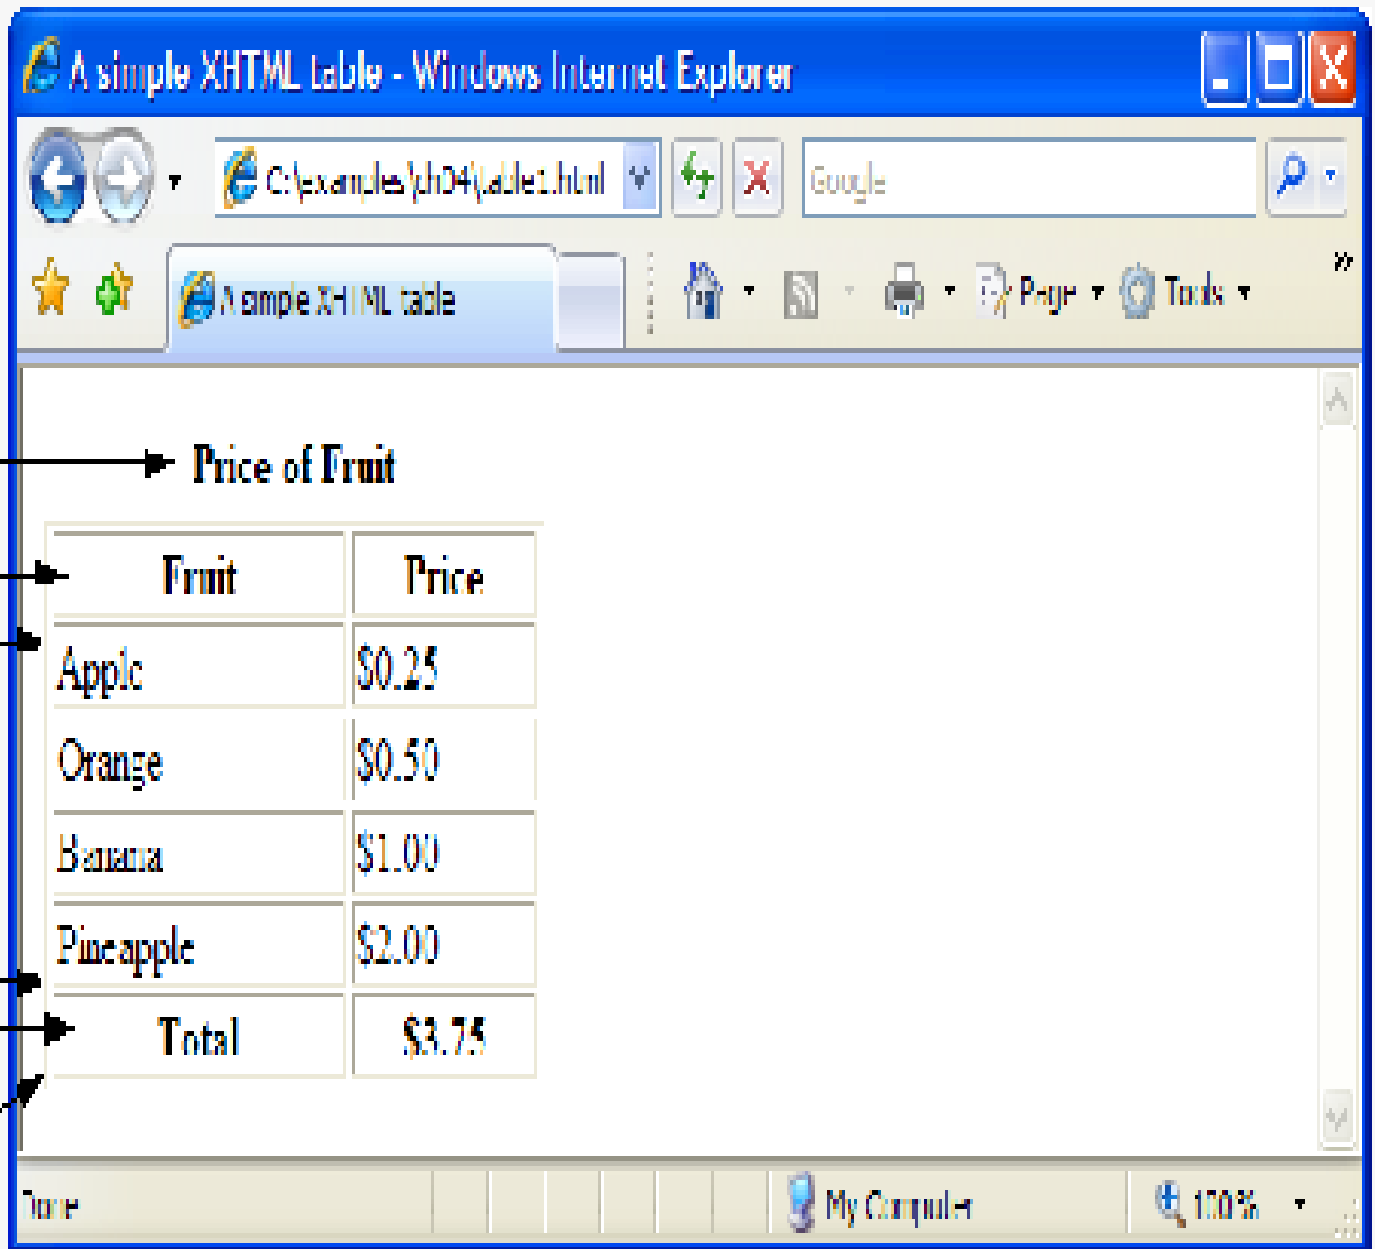 A simple XHTML table - Windows Internet Explorer
C:\examples\ch04\table1.html
Google
A simple XHTML table
Page
Tools
»
Price of Fruit
Fruit Price
Apple $0.25
Orange $0.50
Banana $1.00
Pineapple $2.00
Total $3.75
Done
My Computer
100%